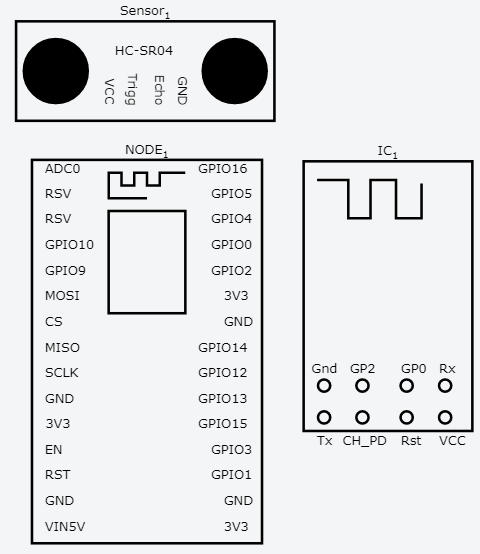 Sensor1
HC-SR04
VCC Trigg Echo GND
NODE1
ADC0 GPIO16
RSV GPIO5
RSV GPIO4
GPIO10 GPIO0
GPIO9 GPIO2
MOSI 3V3
CS GND
MISO GPIO14
SCLK GPIO12
GND GPIO13
3V3 GPIO15
EN GPIO3
RST GPIO1
GND GND
VIN5V 3V3
IC1
Gnd GP2 GP0 Rx
Tx CH_PD Rst VCC